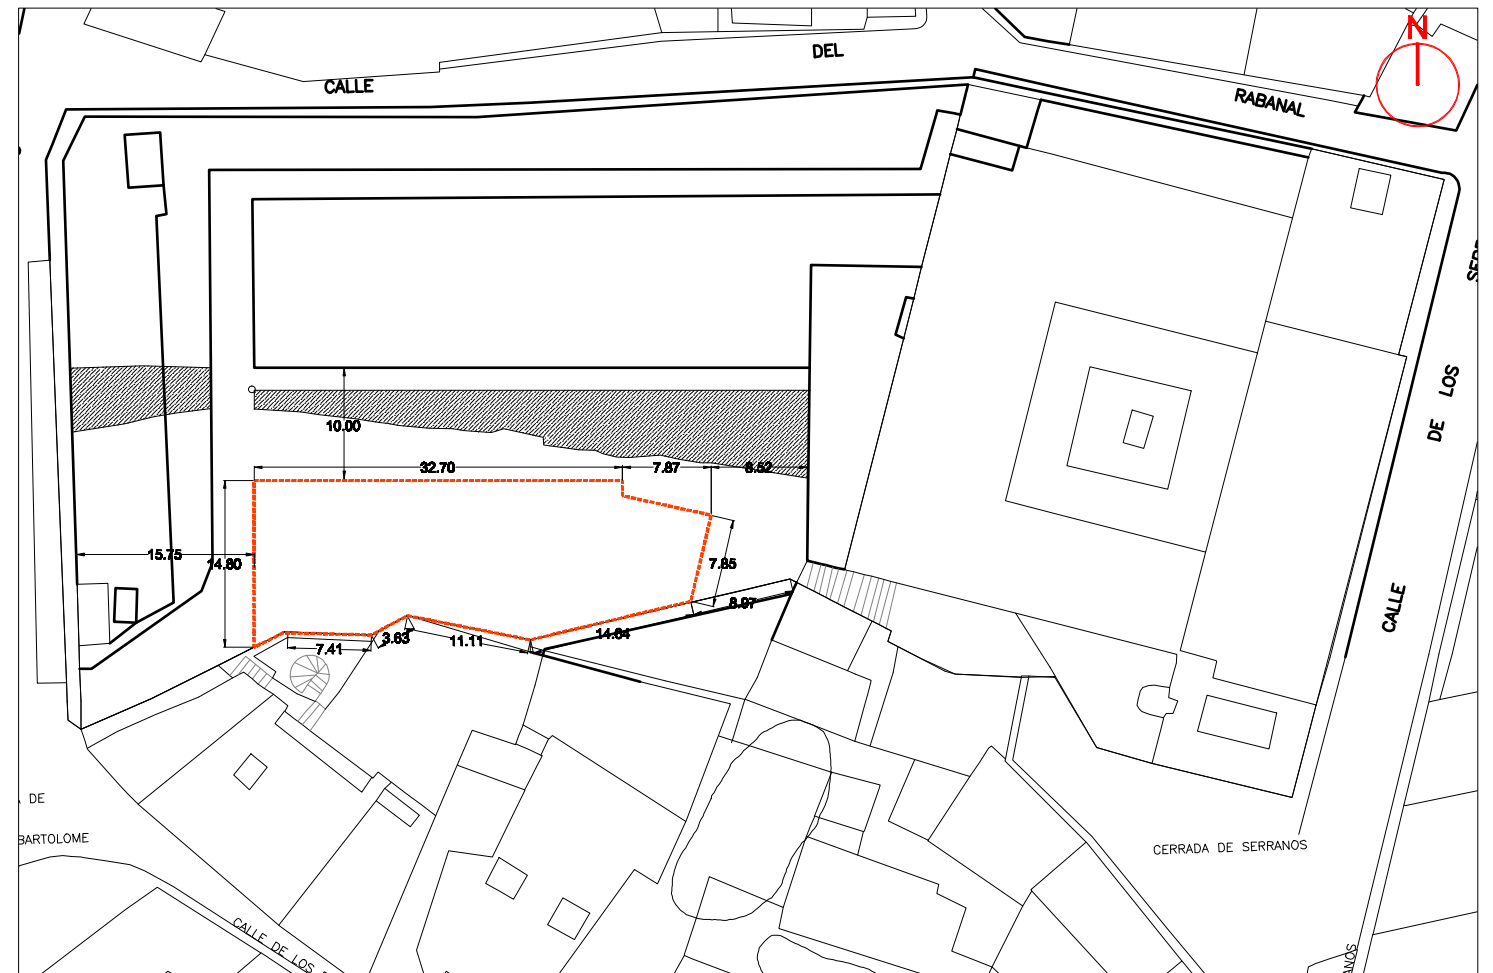 N
DEL
CALLE
RABANAL
LOS
DE
CALLE
10.00
32.70
7.87
8.52
15.75
14.80
7.85
8.97
14.64
3.63
11.11
7.41
DE
BARTOLOME
CERRADA DE SERRANOS
CALLE DE LOS